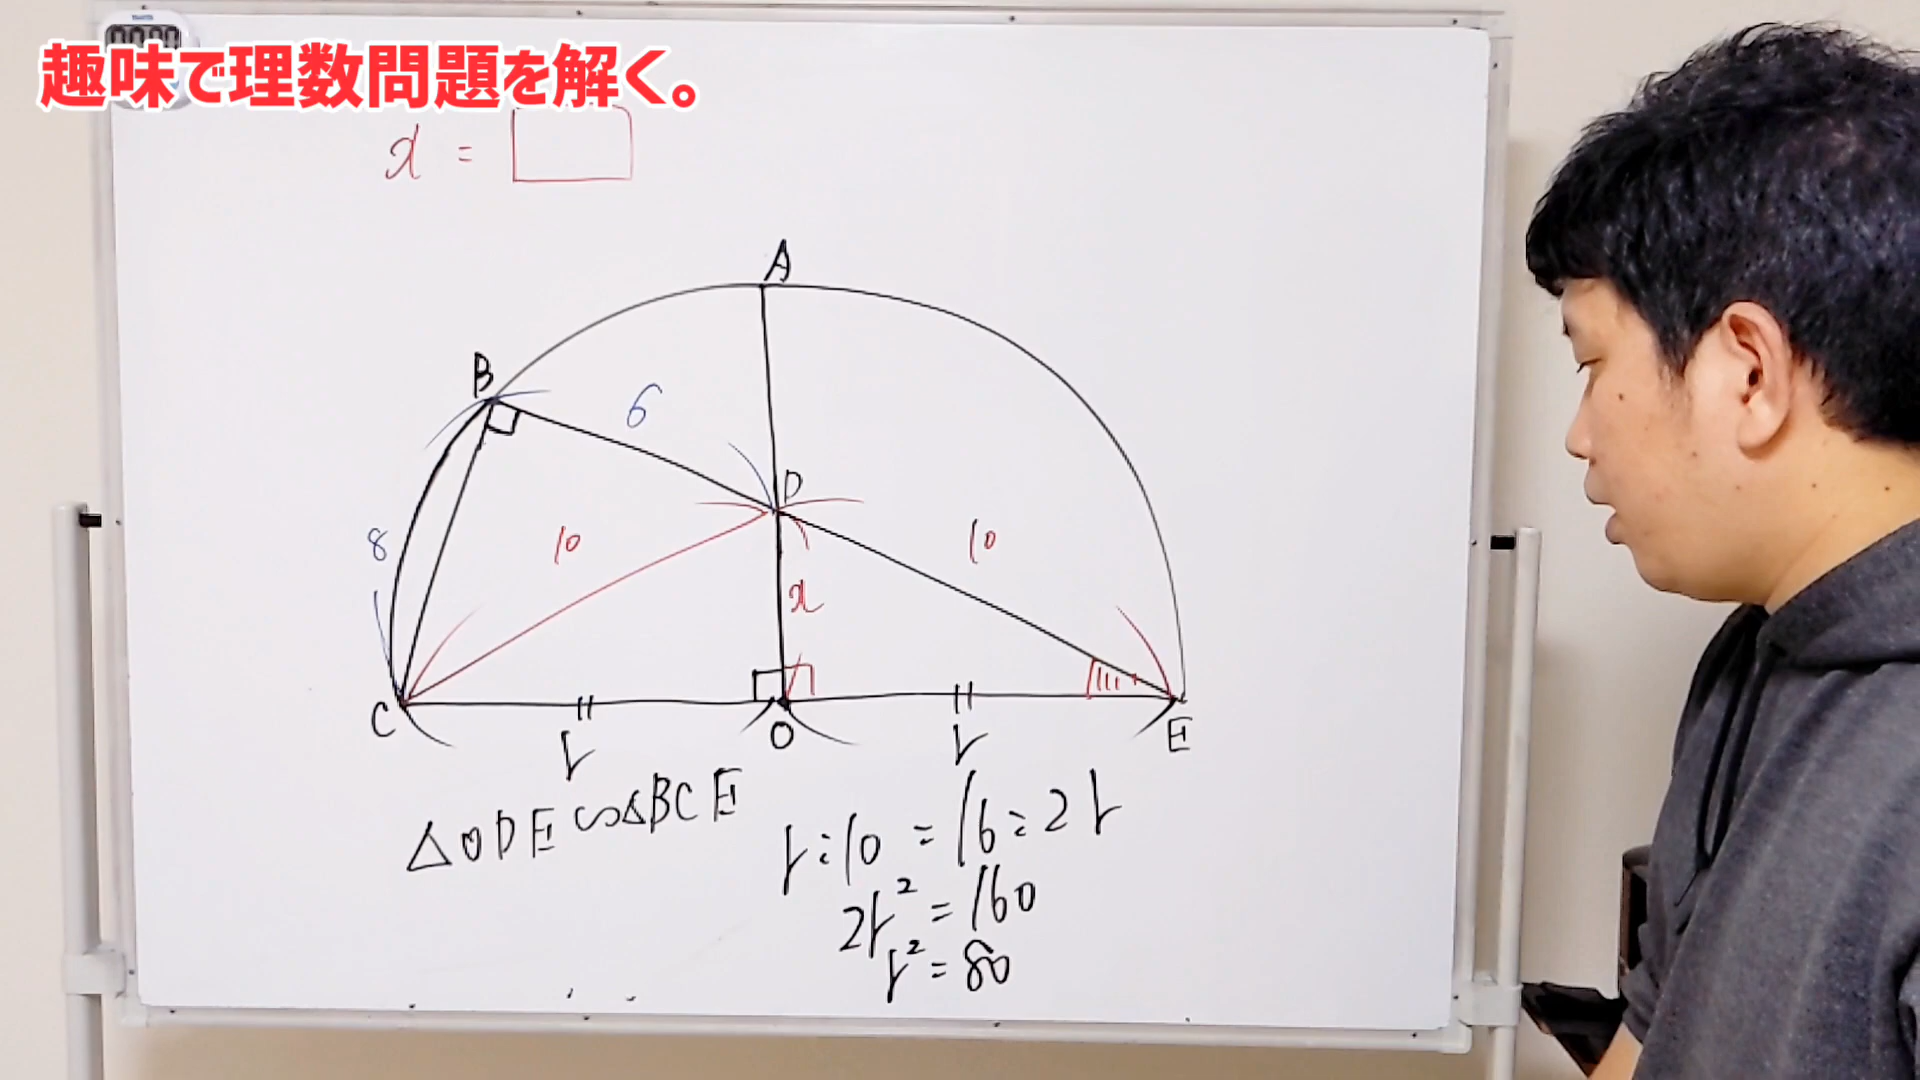 趣味で理数問題を解く。
x =
A
B
6
D
8
10
10
x
C
O
E
r
r
△ODE∽△BCE
r:10 = 16:2r
2r² = 160
r² = 80